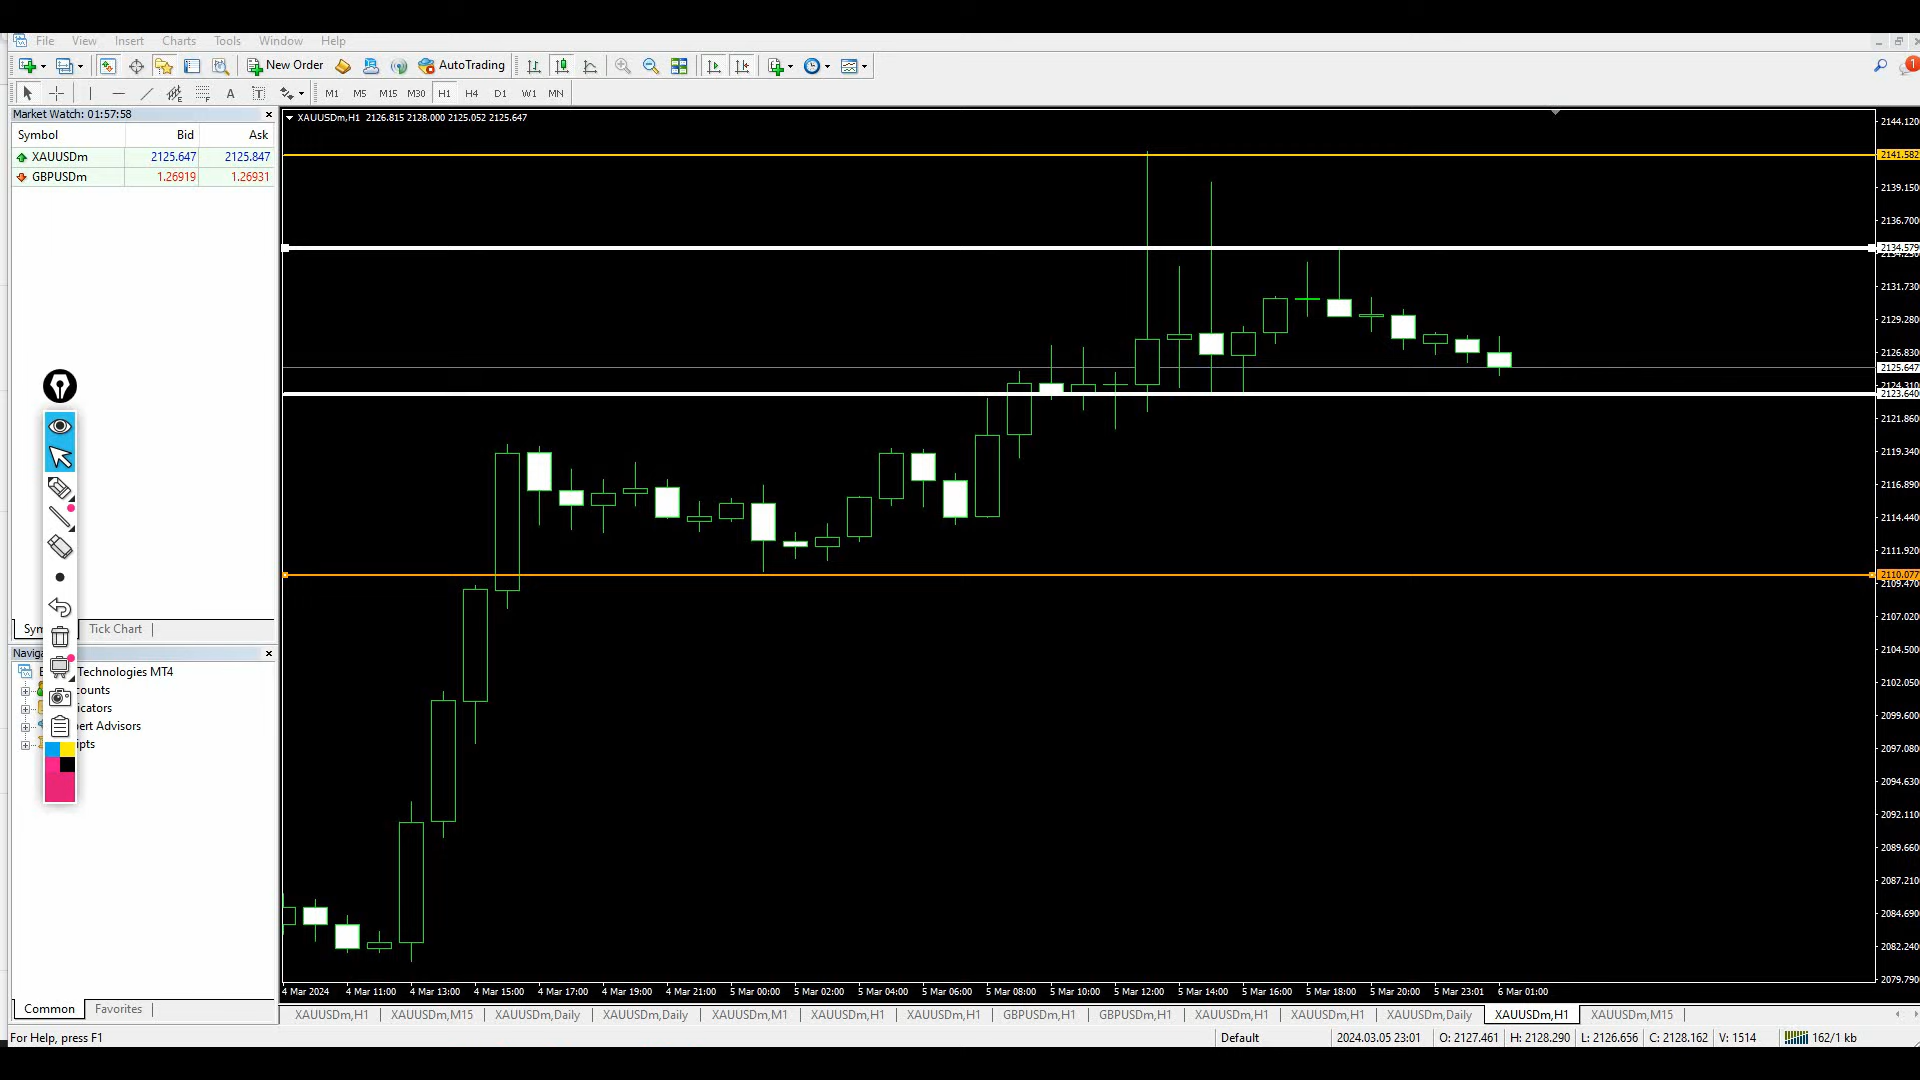 File View Insert Charts Tools Window Help
New Order AutoTrading 1
A T M1 M5 M15 M30 H1 H4 D1 W1 MN
Market Watch: 01:57:58
Symbol Bid Ask
XAUUSDm 2125.647 2125.847
GBPUSDm 1.26919 1.26931
Tick Chart
Technologies MT4
Common Favorites
XAUUSDm,H1 2126.815 2128.000 2125.052 2125.647
2144.120
2141.582
2139.150
2136.700
2134.579
2131.730
2129.280
2126.830
2125.647
2124.310
2123.640
2121.860
2119.340
2116.890
2114.440
2111.920
2110.077
2109.470
2107.020
2104.500
2102.050
2099.600
2097.080
2094.630
2092.110
2089.660
2087.210
2084.690
2082.240
2079.790
4 Mar 2024 4 Mar 11:00 4 Mar 13:00 4 Mar 15:00 4 Mar 17:00 4 Mar 19:00 4 Mar 21:00 5 Mar 00:00 5 Mar 02:00 5 Mar 04:00 5 Mar 06:00 5 Mar 08:00 5 Mar 10:00 5 Mar 12:00 5 Mar 14:00 5 Mar 16:00 5 Mar 18:00 5 Mar 20:00 5 Mar 23:01 6 Mar 01:00
XAUUSDm,H1 XAUUSDm,M15 XAUUSDm,Daily XAUUSDm,Daily XAUUSDm,M1 XAUUSDm,H1 XAUUSDm,H1 GBPUSDm,H1 GBPUSDm,H1 XAUUSDm,H1 XAUUSDm,H1 XAUUSDm,Daily XAUUSDm,H1 XAUUSDm,M15
For Help, press F1 Default 2024.03.05 23:01 O: 2127.461 H: 2128.290 L: 2126.656 C: 2128.162 V: 1514 162/1 kb